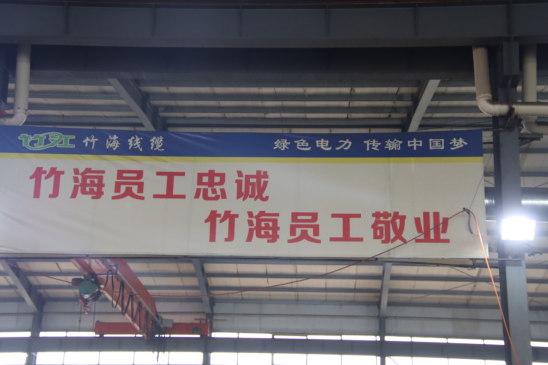 竹海线缆 绿色电力 传输中国梦
竹海员工忠诚
竹海员工敬业